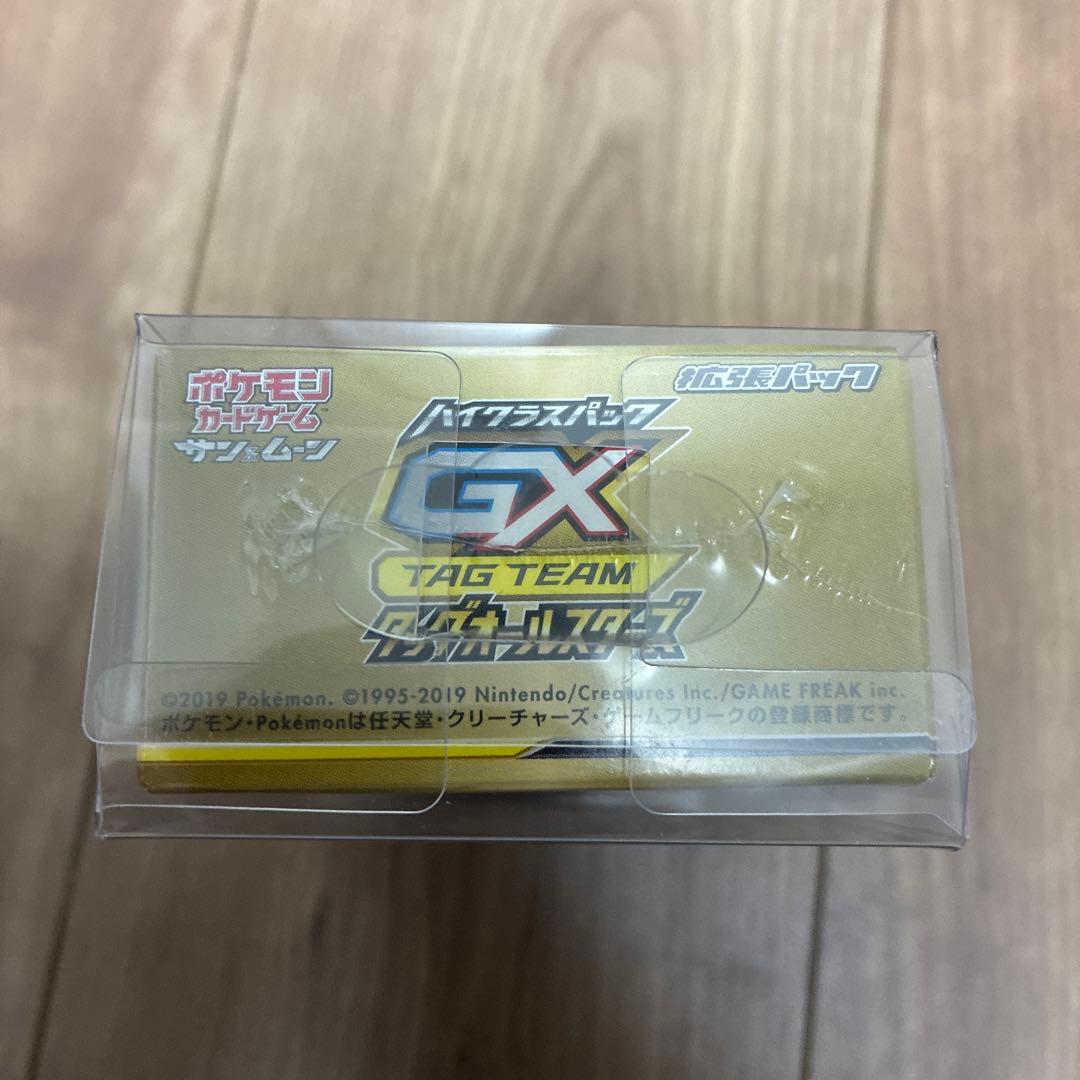 ポケモン
カードゲーム™
サン&ムーン
拡張パック
ハイクラスパック
GX
TAG TEAM
タッグオールスターズ
©2019 Pokémon. ©1995-2019 Nintendo/Creatures Inc./GAME FREAK inc.
ポケモン・Pokémonは任天堂・クリーチャーズ・ゲームフリークの登録商標です。